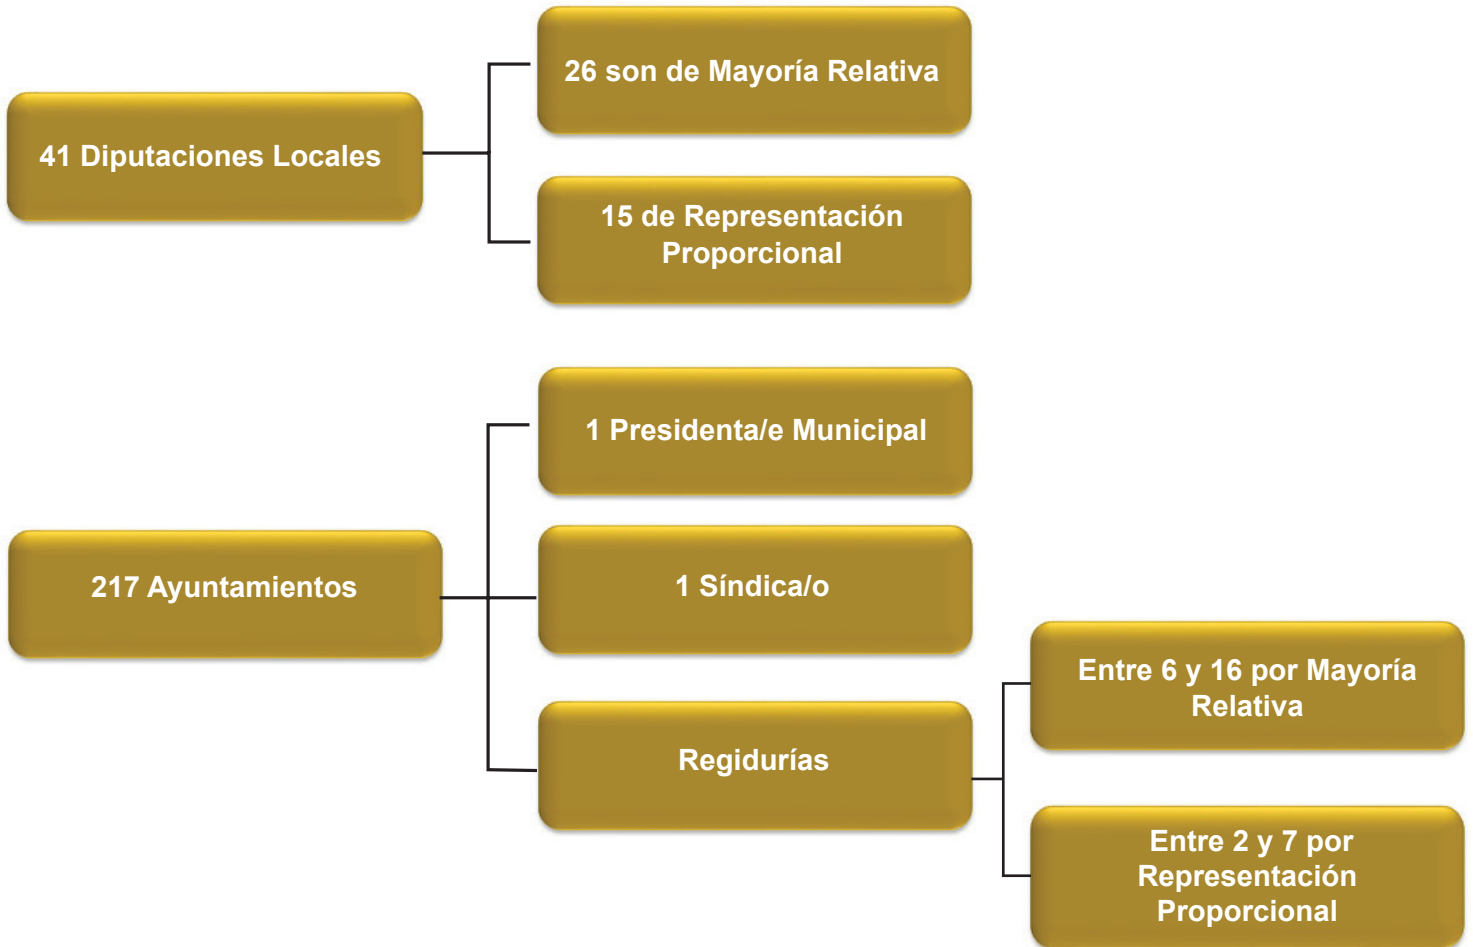 41 Diputaciones Locales
26 son de Mayoría Relativa
15 de Representación
Proporcional
217 Ayuntamientos
1 Presidenta/e Municipal
1 Síndica/o
Regidurías
Entre 6 y 16 por Mayoría
Relativa
Entre 2 y 7 por
Representación
Proporcional